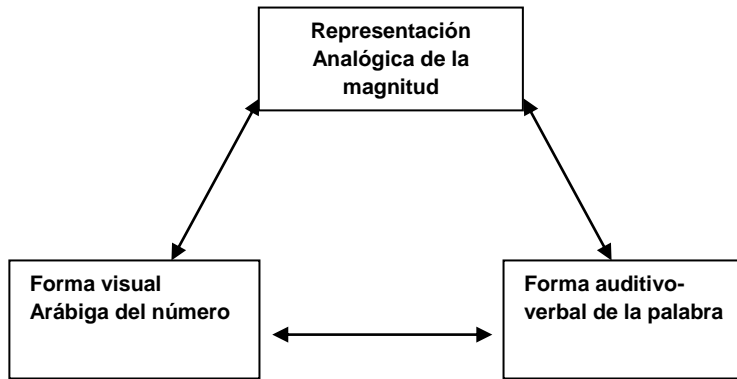 Representación
Analógica de la
magnitud
Forma visual
Arábiga del número
Forma auditivo-
verbal de la palabra